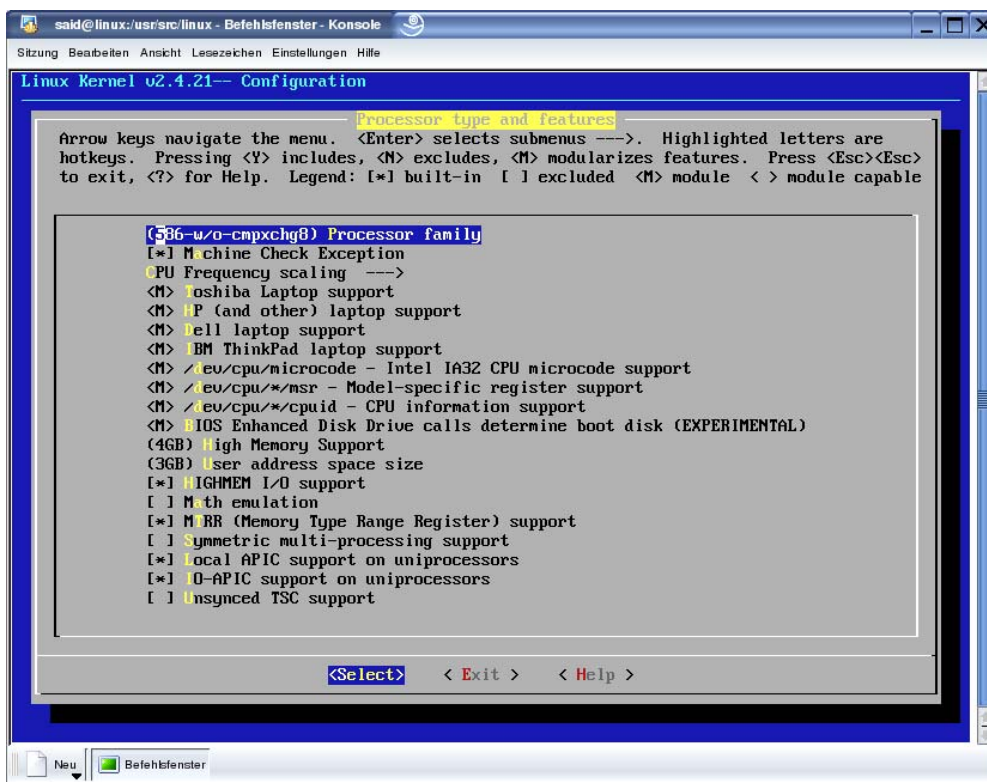 said@linux:/usr/src/linux - Befehlsfenster - Konsole
Sitzung Bearbeiten Ansicht Lesezeichen Einstellungen Hilfe
Linux Kernel v2.4.21-- Configuration
Processor type and features
Arrow keys navigate the menu. <Enter> selects submenus --->. Highlighted letters are
hotkeys. Pressing <Y> includes, <N> excludes, <M> modularizes features. Press <Esc><Esc>
to exit, <?> for Help. Legend: [*] built-in [ ] excluded <M> module < > module capable
(586-w/o-cmpxchg8) Processor family
[*] Machine Check Exception
CPU Frequency scaling --->
<M> Toshiba Laptop support
<M> HP (and other) laptop support
<M> Dell laptop support
<M> IBM ThinkPad laptop support
<M> /dev/cpu/microcode - Intel IA32 CPU microcode support
<M> /dev/cpu/*/msr - Model-specific register support
<M> /dev/cpu/*/cpuid - CPU information support
<M> BIOS Enhanced Disk Drive calls determine boot disk (EXPERIMENTAL)
(4GB) High Memory Support
(3GB) User address space size
[*] HIGHMEM I/O support
[ ] Math emulation
[*] MTRR (Memory Type Range Register) support
[ ] Symmetric multi-processing support
[*] Local APIC support on uniprocessors
[*] IO-APIC support on uniprocessors
[ ] Unsynced TSC support
<Select> < Exit > < Help >
Neu Befehlsfenster